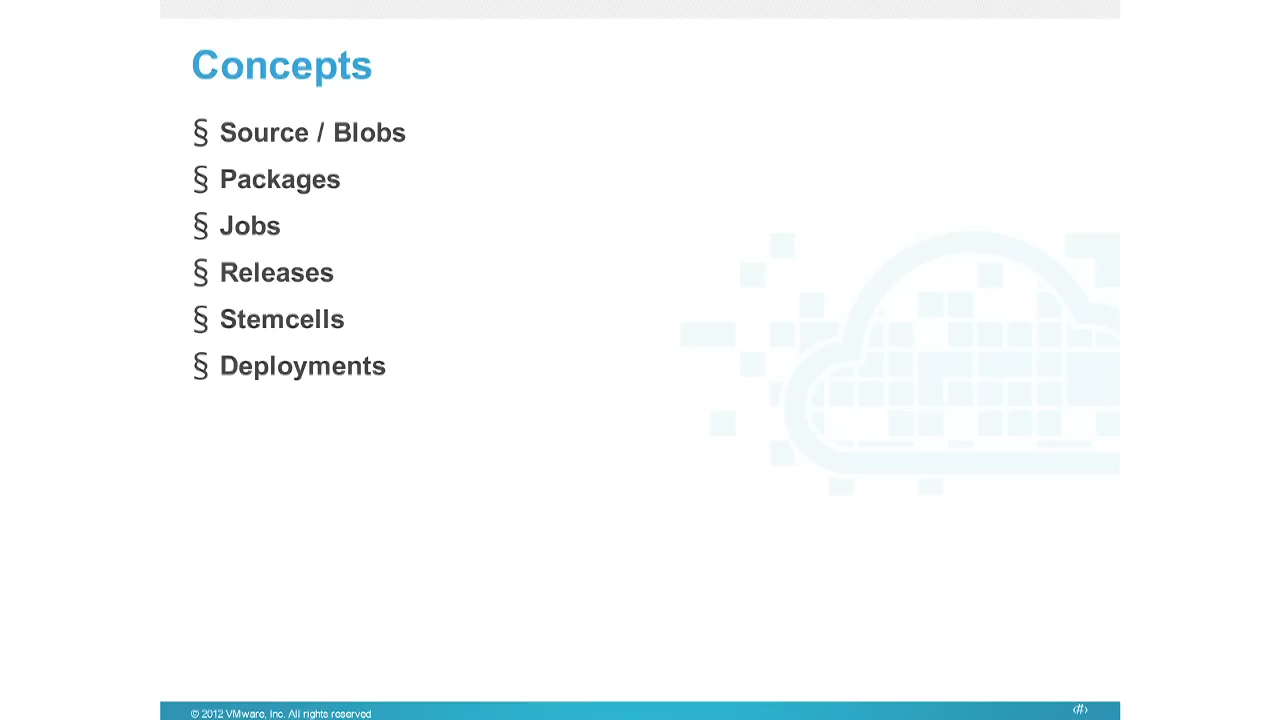 Concepts
§ Source / Blobs
§ Packages
§ Jobs
§ Releases
§ Stemcells
§ Deployments
© 2012 VMware, Inc. All rights reserved
‹#›